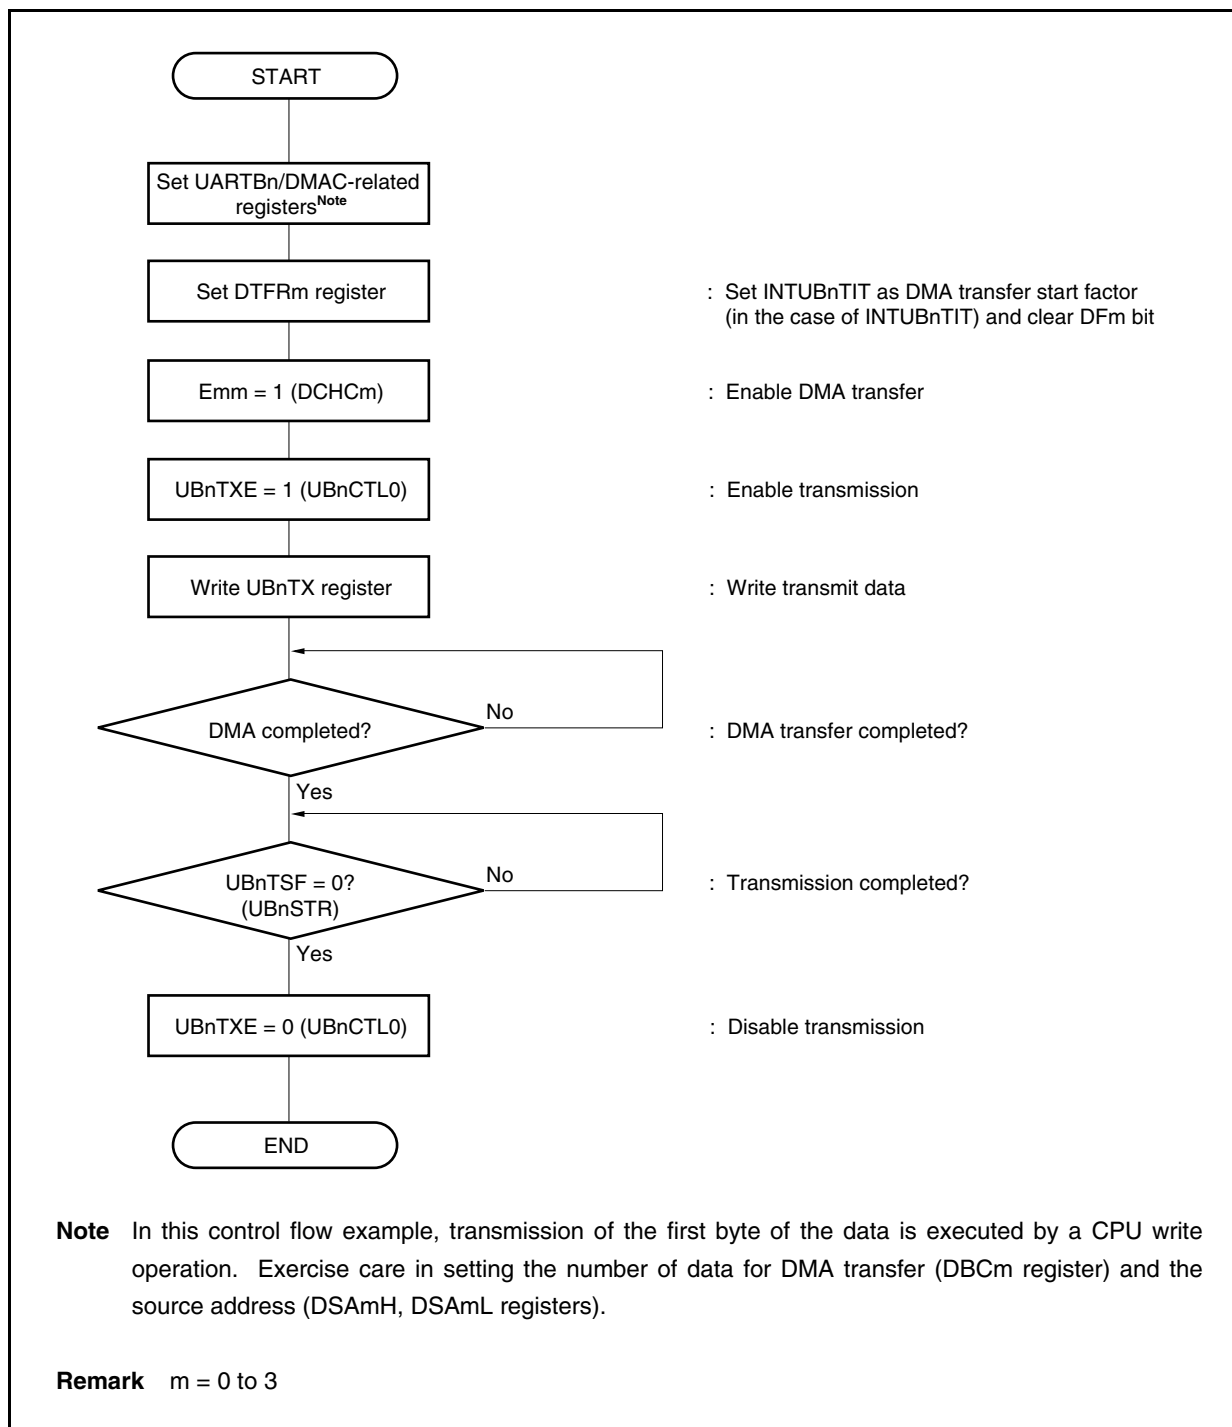 START
Set UARTBn/DMAC-related
registersNote
Set DTFRm register
: Set INTUBnTIT as DMA transfer start factor
(in the case of INTUBnTIT) and clear DFm bit
Emm = 1 (DCHCm)
: Enable DMA transfer
UBnTXE = 1 (UBnCTL0)
: Enable transmission
Write UBnTX register
: Write transmit data
DMA completed?
No
: DMA transfer completed?
Yes
UBnTSF = 0?
(UBnSTR)
No
: Transmission completed?
Yes
UBnTXE = 0 (UBnCTL0)
: Disable transmission
END
Note In this control flow example, transmission of the first byte of the data is executed by a CPU write
operation. Exercise care in setting the number of data for DMA transfer (DBCm register) and the
source address (DSAmH, DSAmL registers).
Remark m = 0 to 3